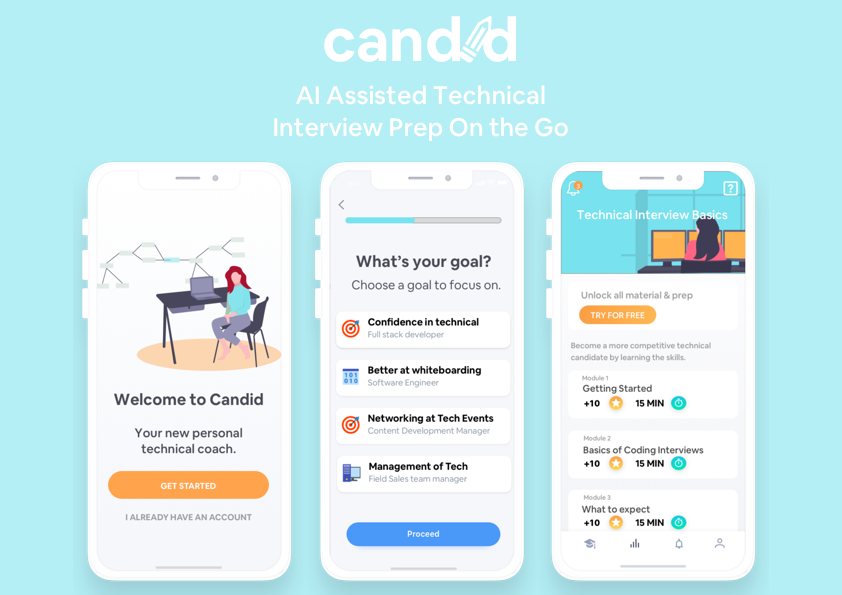 candid
AI Assisted Technical
Interview Prep On the Go
Welcome to Candid
Your new personal
technical coach.
GET STARTED
I ALREADY HAVE AN ACCOUNT
What's your goal?
Choose a goal to focus on.
Confidence in technical
Full stack developer
101
010
Better at whiteboarding
Software Engineer
Networking at Tech Events
Content Development Manager
Management of Tech
Field Sales team manager
Proceed
3
?
Technical Interview Basics
Unlock all material & prep
TRY FOR FREE
Become a more competitive technical
candidate by learning the skills.
Module 1
Getting Started
+10 15 MIN
Module 2
Basics of Coding Interviews
+10 15 MIN
Module 3
What to expect
+10 15 MIN